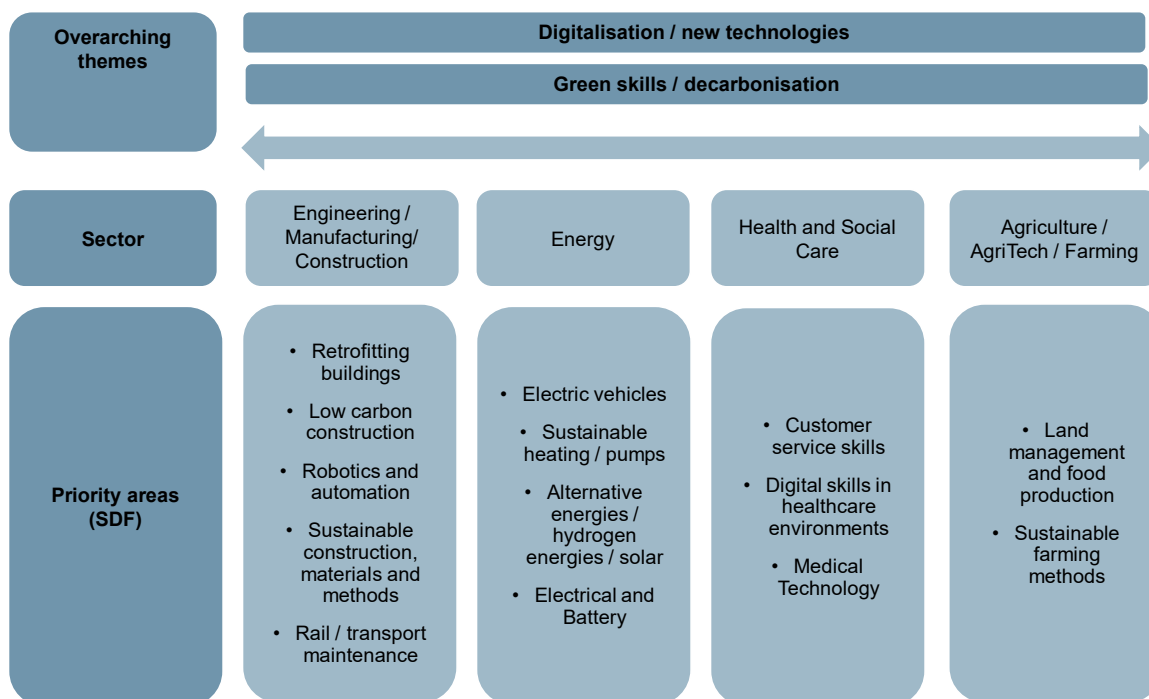 Overarching
themes
Digitalisation / new technologies
Green skills / decarbonisation
Sector
Engineering /
Manufacturing/
Construction
Energy
Health and Social
Care
Agriculture /
AgriTech / Farming
Priority areas
(SDF)
• Retrofitting
buildings
• Low carbon
construction
• Robotics and
automation
• Sustainable
construction,
materials and
methods
• Rail / transport
maintenance
• Electric vehicles
• Sustainable
heating / pumps
• Alternative
energies /
hydrogen
energies / solar
• Electrical and
Battery
• Customer
service skills
• Digital skills in
healthcare
environments
• Medical
Technology
• Land
management
and food
production
• Sustainable
farming
methods